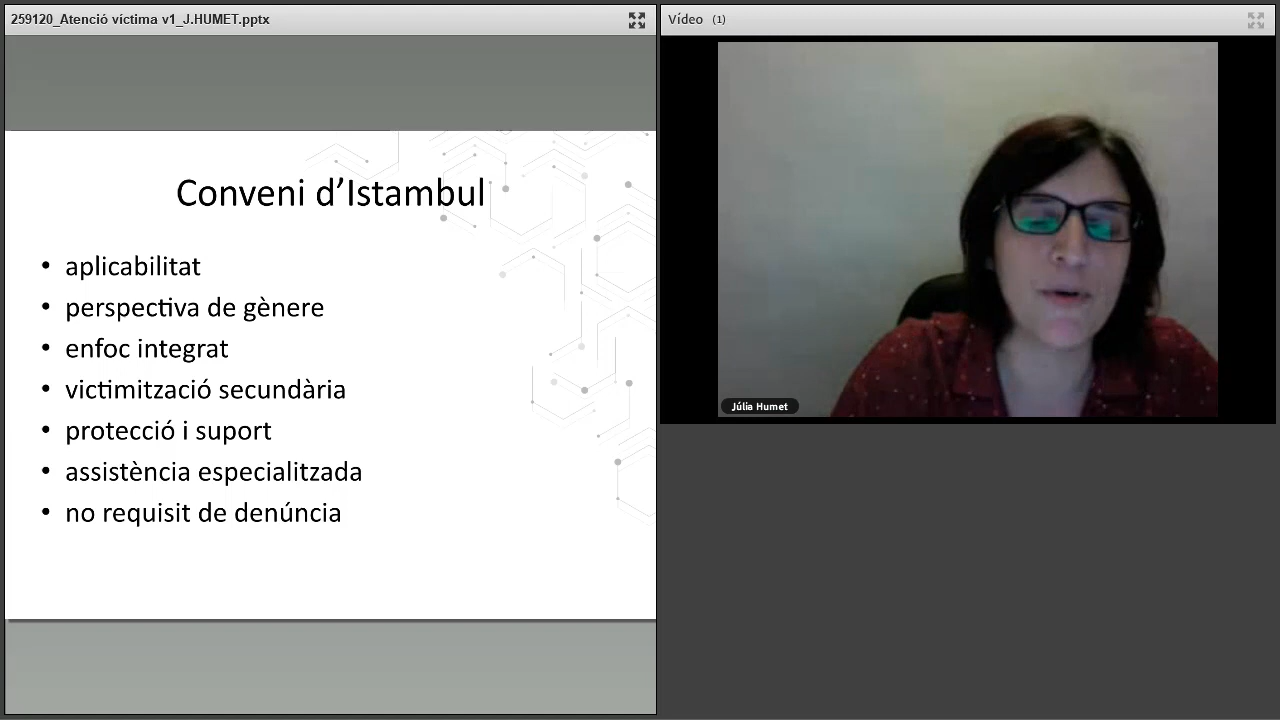 259120_Atenció víctima v1_J.HUMET.pptx
Conveni d’Istambul
• aplicabilitat
• perspectiva de gènere
• enfoc integrat
• victimització secundària
• protecció i suport
• assistència especialitzada
• no requisit de denúncia
Vídeo (1)
Júlia Humet